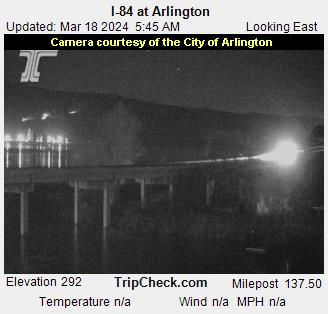 I-84 at Arlington
Updated: Mar 18 2024 5:45 AM Looking East
Camera courtesy of the City of Arlington
Elevation 292 TripCheck.com Milepost 137.50
Temperature n/a Wind n/a MPH n/a